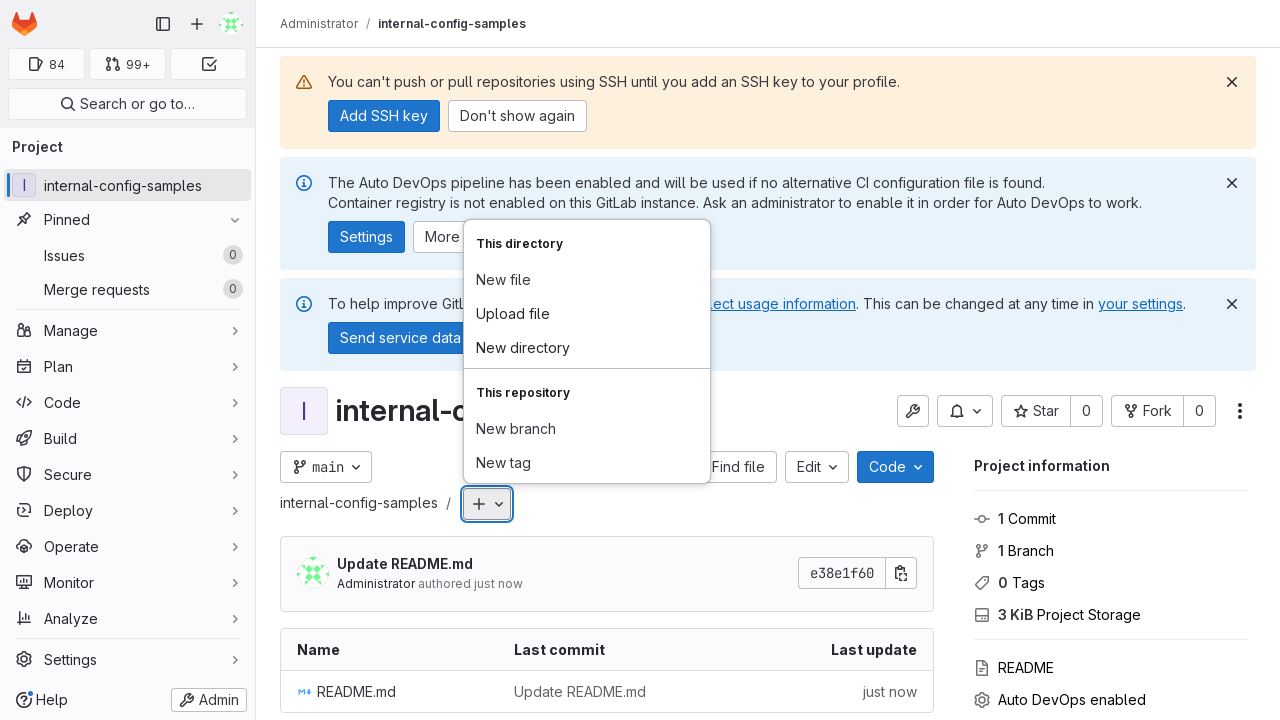 84
99+
Search or go to…
Project
I internal-config-samples
Pinned
Issues 0
Merge requests 0
Manage
Plan
Code
Build
Secure
Deploy
Operate
Monitor
Analyze
Settings
Help
Admin
Administrator / internal-config-samples
You can't push or pull repositories using SSH until you add an SSH key to your profile.
Add SSH key Don't show again
The Auto DevOps pipeline has been enabled and will be used if no alternative CI configuration file is found.
Container registry is not enabled on this GitLab instance. Ask an administrator to enable it in order for Auto DevOps to work.
Settings More
To help improve GitL lect usage information. This can be changed at any time in your settings.
Send service data
This directory
New file
Upload file
New directory
This repository
New branch
New tag
I internal-c
Star 0
Fork 0
main
Find file Edit Code
internal-config-samples /
Update README.md
Administrator authored just now
e38e1f60
Name Last commit Last update
README.md Update README.md just now
Project information
1 Commit
1 Branch
0 Tags
3 KiB Project Storage
README
Auto DevOps enabled